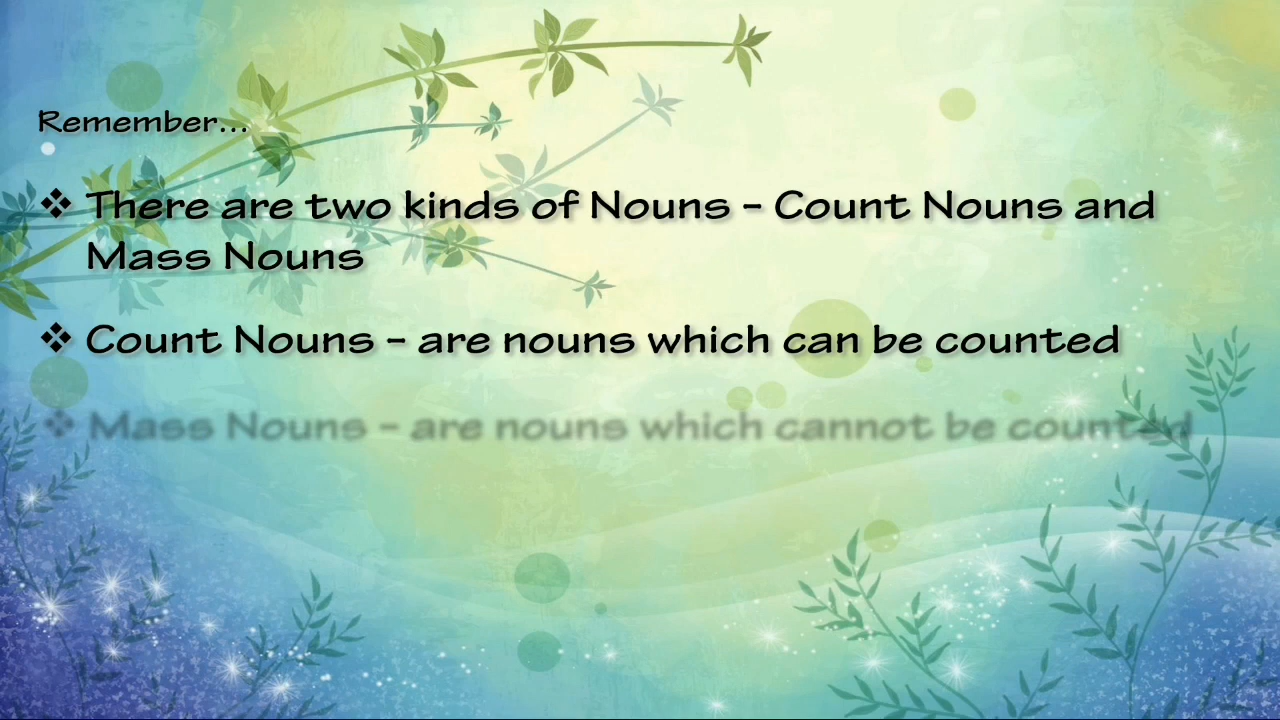 Remember...
❖ There are two kinds of Nouns – Count Nouns and
Mass Nouns
❖ Count Nouns – are nouns which can be counted
❖ Mass Nouns – are nouns which cannot be counted